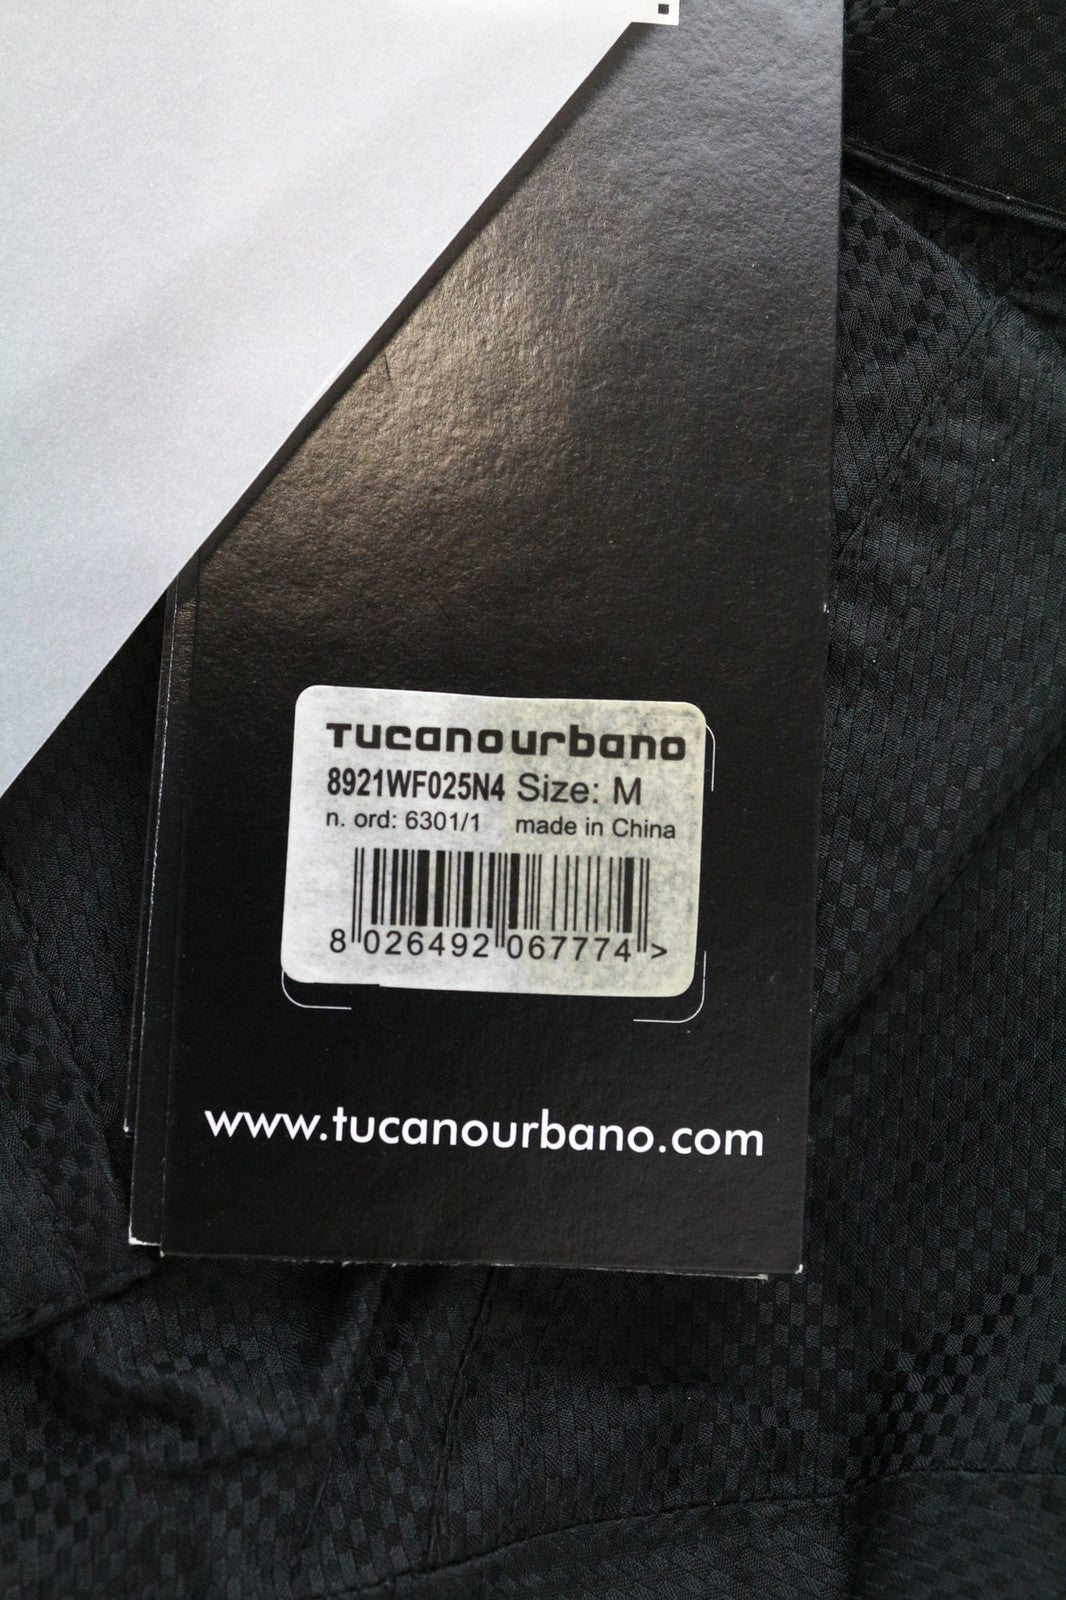 Tucanourbano
8921WF025N4 Size: M
n. ord: 6301/1 made in China
8 026492 067774 >
www.tucanourbano.com